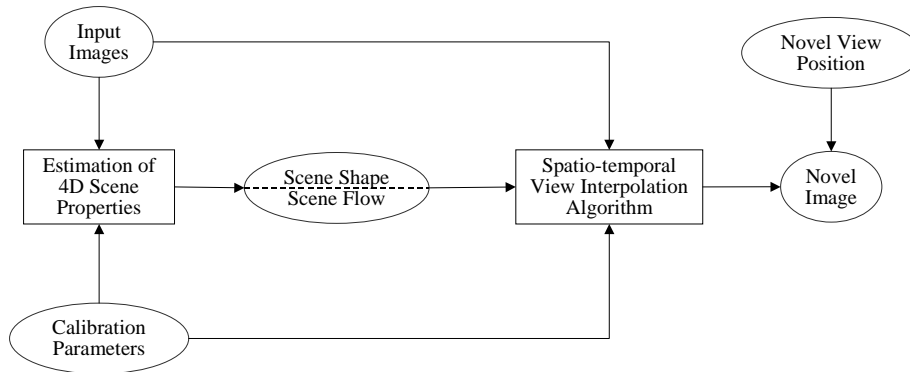 Input
Images
Novel View
Position
Estimation of
4D Scene
Properties
Scene Shape
Scene Flow
Spatio-temporal
View Interpolation
Algorithm
Novel
Image
Calibration
Parameters